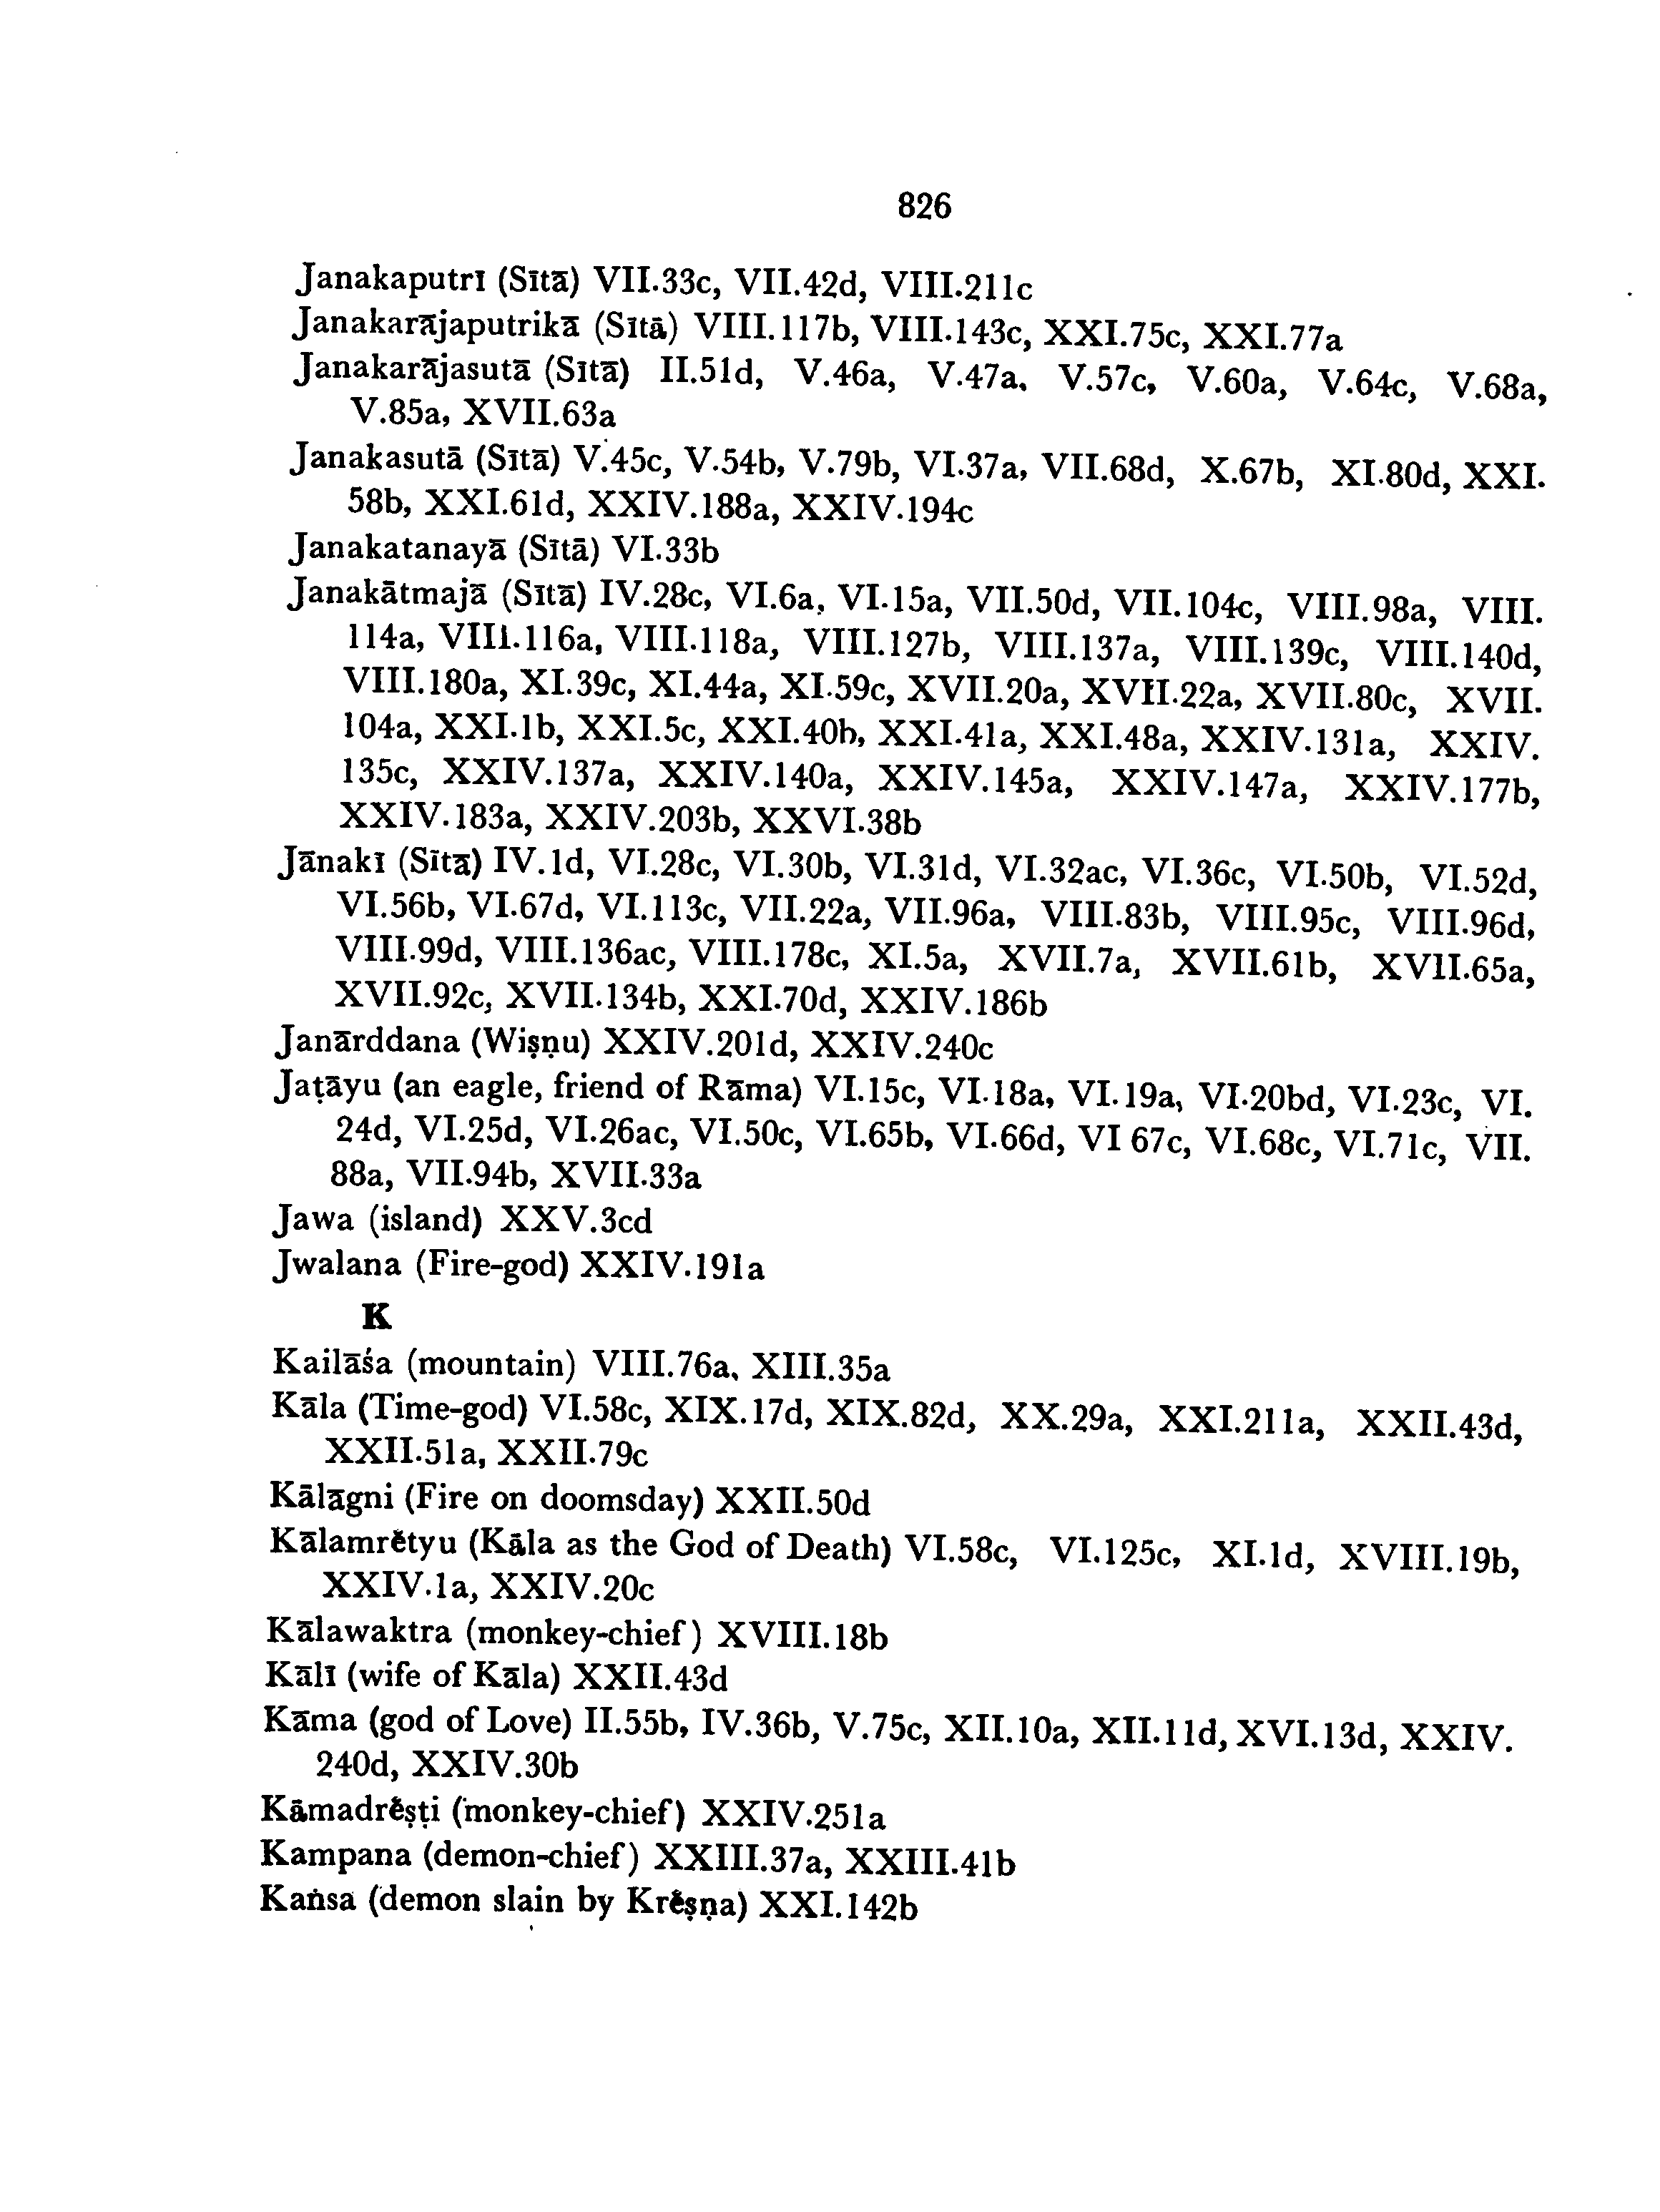 826
Janakaputrī (Sītā) VII.33c, VII.42d, VIII.211c
Janakarājaputrikā (Sītā) VIII.117b, VIII.143c, XXI.75c, XXI.77a
Janakarājasutā (Sītā) II.51d, V.46a, V.47a, V.57c, V.60a, V.64c, V.68a,
V.85a, XVII.63a
Janakasutā (Sītā) V.45c, V.54b, V.79b, VI.37a, VII.68d, X.67b, XI.80d, XXI.
58b, XXI.61d, XXIV.188a, XXIV.194c
Janakatanayā (Sītā) VI.33b
Janakātmajā (Sītā) IV.28c, VI.6a, VI.15a, VII.50d, VII.104c, VIII.98a, VIII.
114a, VIII.116a, VIII.118a, VIII.127b, VIII.137a, VIII.139c, VIII.140d,
VIII.180a, XI.39c, XI.44a, XI.59c, XVII.20a, XVII.22a, XVII.80c, XVII.
104a, XXI.1b, XXI.5c, XXI.40b, XXI.41a, XXI.48a, XXIV.131a, XXIV.
135c, XXIV.137a, XXIV.140a, XXIV.145a, XXIV.147a, XXIV.177b,
XXIV.183a, XXIV.203b, XXVI.38b
Jānakī (Sītā) IV.1d, VI.28c, VI.30b, VI.31d, VI.32ac, VI.36c, VI.50b, VI.52d,
VI.56b, VI.67d, VI.113c, VII.22a, VII.96a, VIII.83b, VIII.95c, VIII.96d,
VIII.99d, VIII.136ac, VIII.178c, XI.5a, XVII.7a, XVII.61b, XVII.65a,
XVII.92c, XVII.134b, XXI.70d, XXIV.186b
Janārddana (Wiṣṇu) XXIV.201d, XXIV.240c
Jaṭāyu (an eagle, friend of Rāma) VI.15c, VI.18a, VI.19a, VI.20bd, VI.23c, VI.
24d, VI.25d, VI.26ac, VI.50c, VI.65b, VI.66d, VI 67c, VI.68c, VI.71c, VII.
88a, VII.94b, XVII.33a
Jawa (island) XXV.3cd
Jwalana (Fire-god) XXIV.191a
K
Kailāśa (mountain) VIII.76a, XIII.35a
Kāla (Time-god) VI.58c, XIX.17d, XIX.82d, XX.29a, XXI.211a, XXII.43d,
XXII.51a, XXII.79c
Kālāgni (Fire on doomsday) XXII.50d
Kālamrĕtyu (Kāla as the God of Death) VI.58c, VI.125c, XI.1d, XVIII.19b,
XXIV.1a, XXIV.20c
Kālawaktra (monkey-chief) XVIII.18b
Kālī (wife of Kāla) XXII.43d
Kāma (god of Love) II.55b, IV.36b, V.75c, XII.10a, XII.11d, XVI.13d, XXIV.
240d, XXIV.30b
Kāmadrĕṣṭi (monkey-chief) XXIV.251a
Kampana (demon-chief) XXIII.37a, XXIII.41b
Kaṅsa (demon slain by Krĕṣṇa) XXI.142b